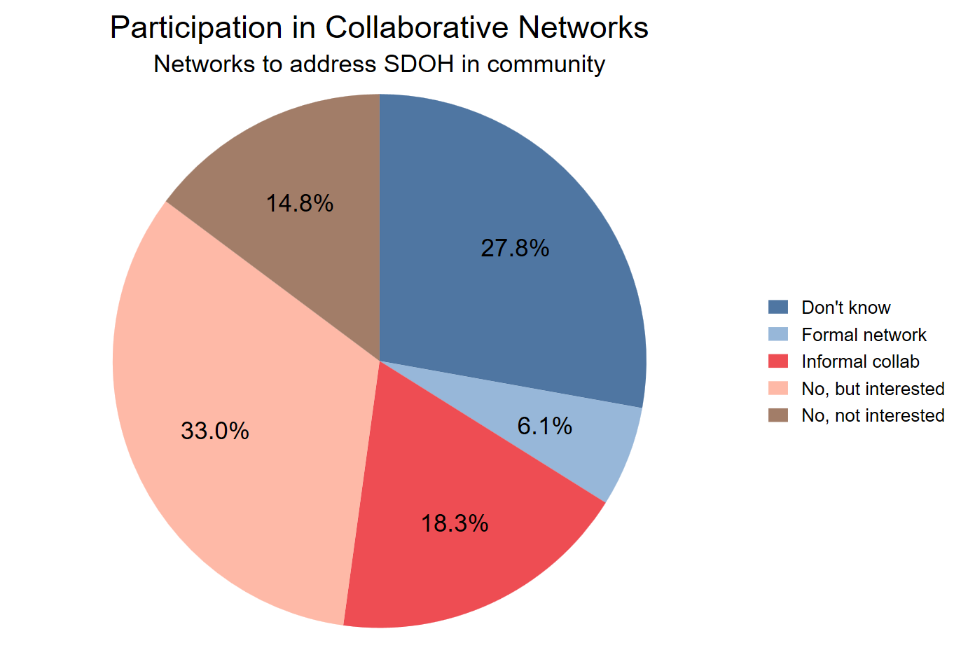 Participation in Collaborative Networks
Networks to address SDOH in community
14.8%
27.8%
33.0%
6.1%
18.3%
Don't know
Formal network
Informal collab
No, but interested
No, not interested